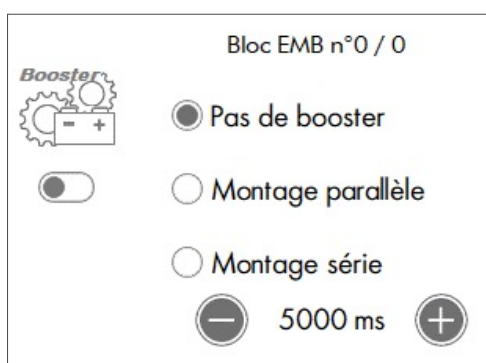 Bloc EMB n°0 / 0
Booster
- +
Pas de booster
Montage parallèle
Montage série
− 5000 ms +